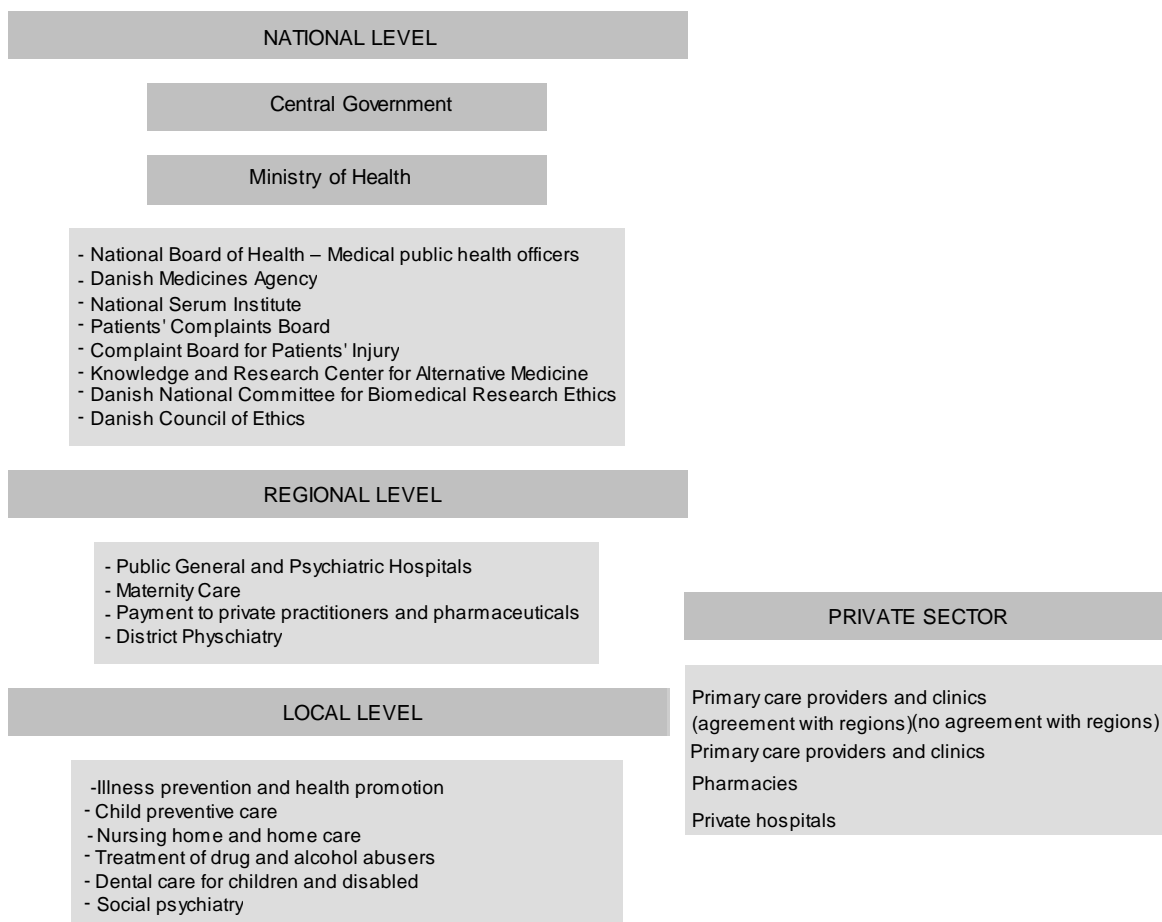 NATIONAL LEVEL
Central Government
Ministry of Health
- National Board of Health – Medical public health officers
- Danish Medicines Agency
- National Serum Institute
- Patients' Complaints Board
- Complaint Board for Patients' Injury
- Knowledge and Research Center for Alternative Medicine
- Danish National Committee for Biomedical Research Ethics
- Danish Council of Ethics
REGIONAL LEVEL
- Public General and Psychiatric Hospitals
- Maternity Care
- Payment to private practitioners and pharmaceuticals
- District Physchiatry
LOCAL LEVEL
-Illness prevention and health promotion
- Child preventive care
- Nursing home and home care
- Treatment of drug and alcohol abusers
- Dental care for children and disabled
- Social psychiatry
PRIVATE SECTOR
Primary care providers and clinics
(agreement with regions)(no agreement with regions)
Primary care providers and clinics
Pharmacies
Private hospitals